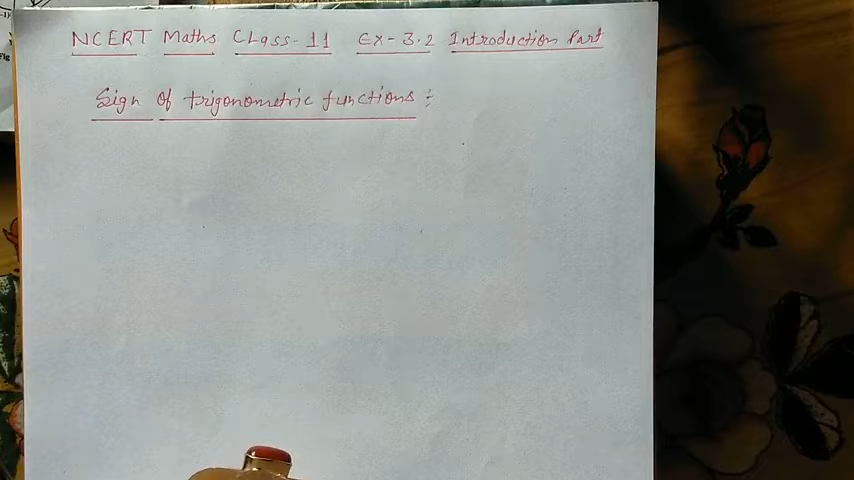 NCERT Maths Class-11 Ex-3.2 Introduction Part
Sign of trigonometric functions :-